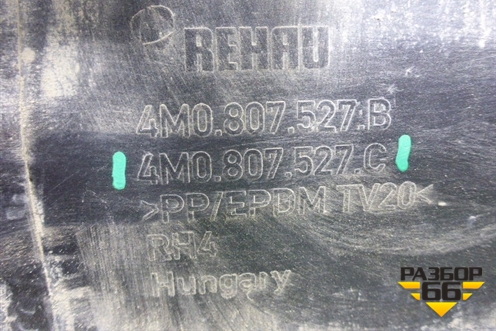 REHAU
4M0.807.527.B
4M0.807.527.C
>PP/EPDM TV20<
RH4
Hungary
РАЗБОР
66